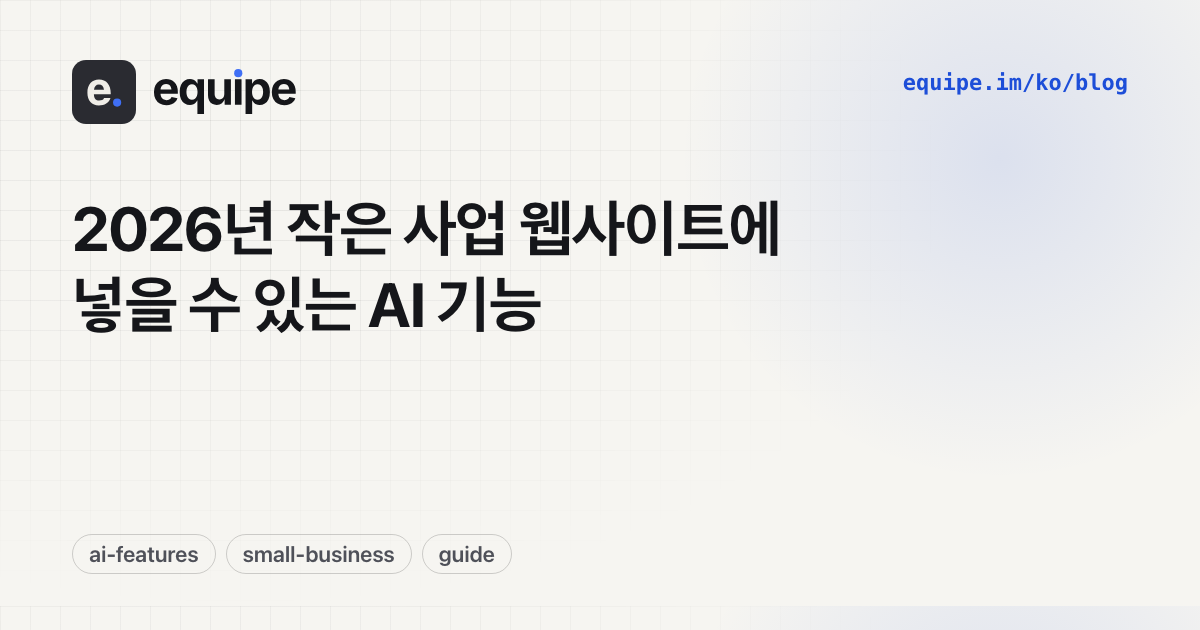 e.
equipe
equipe.im/ko/blog
2026년 작은 사업 웹사이트에
넣을 수 있는 AI 기능
ai-features
small-business
guide